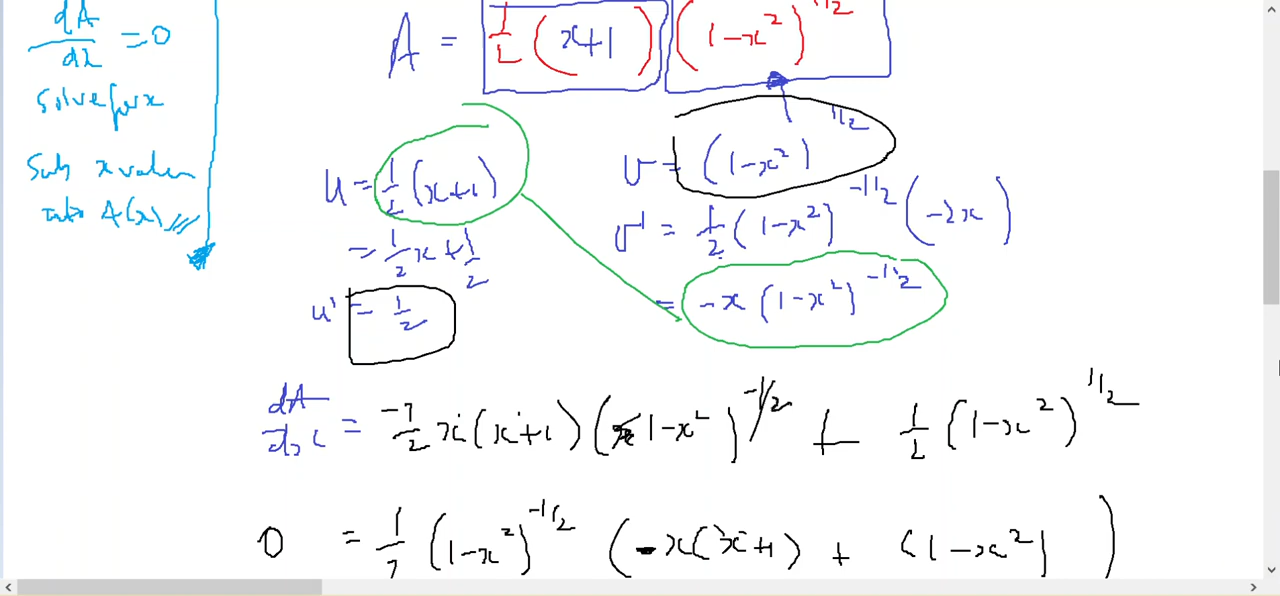 dA/dx = 0
Solve for x
Sub x value
into A(x)
A = 1/2 (x+1) (1-x²)^1/2
u = 1/2 (x+1)
= 1/2 x + 1/2
u' = 1/2
v = (1-x²)^1/2
v' = 1/2 (1-x²)^-1/2 (-2x)
= -x (1-x²)^-1/2
dA/dx = -1/2 x (x+1) (1-x²)^-1/2 + 1/2 (1-x²)^1/2
0 = 1/2 (1-x²)^-1/2 (-x(x+1) + (1-x²))